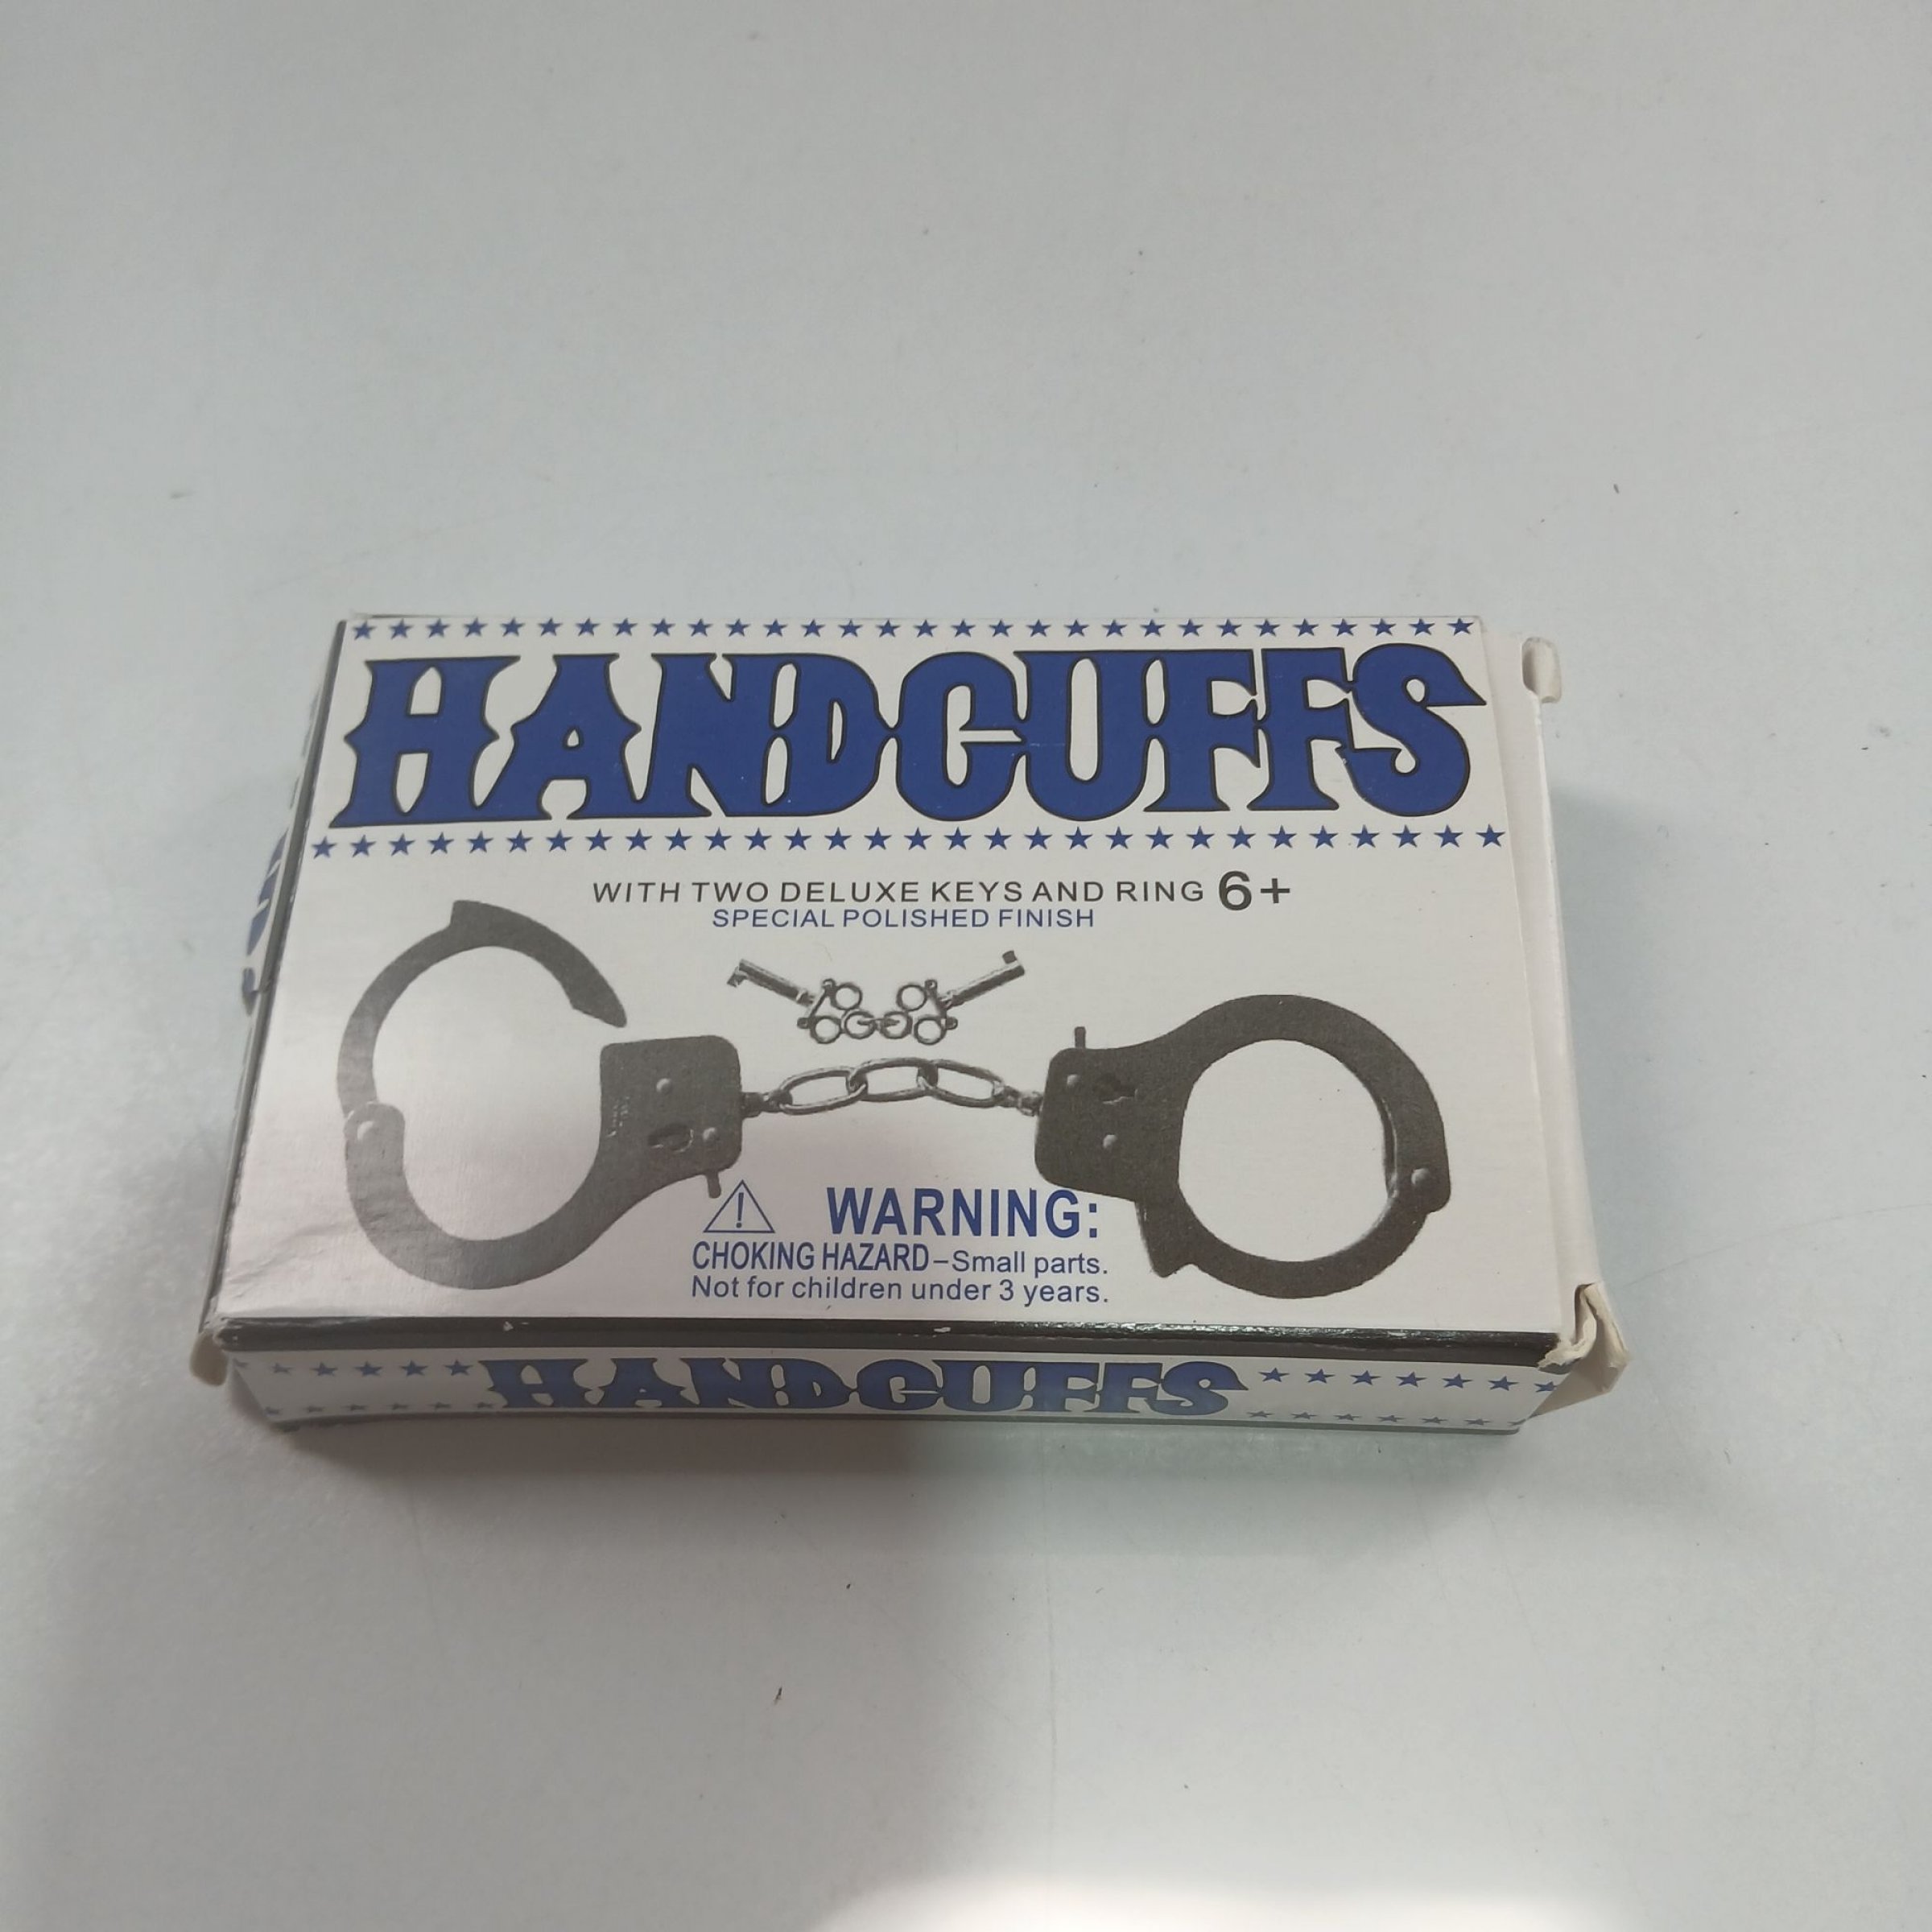 HANDCUFFS
WITH TWO DELUXE KEYS AND RING 6+
SPECIAL POLISHED FINISH
WARNING:
CHOKING HAZARD–Small parts.
Not for children under 3 years.
HANDCUFFS